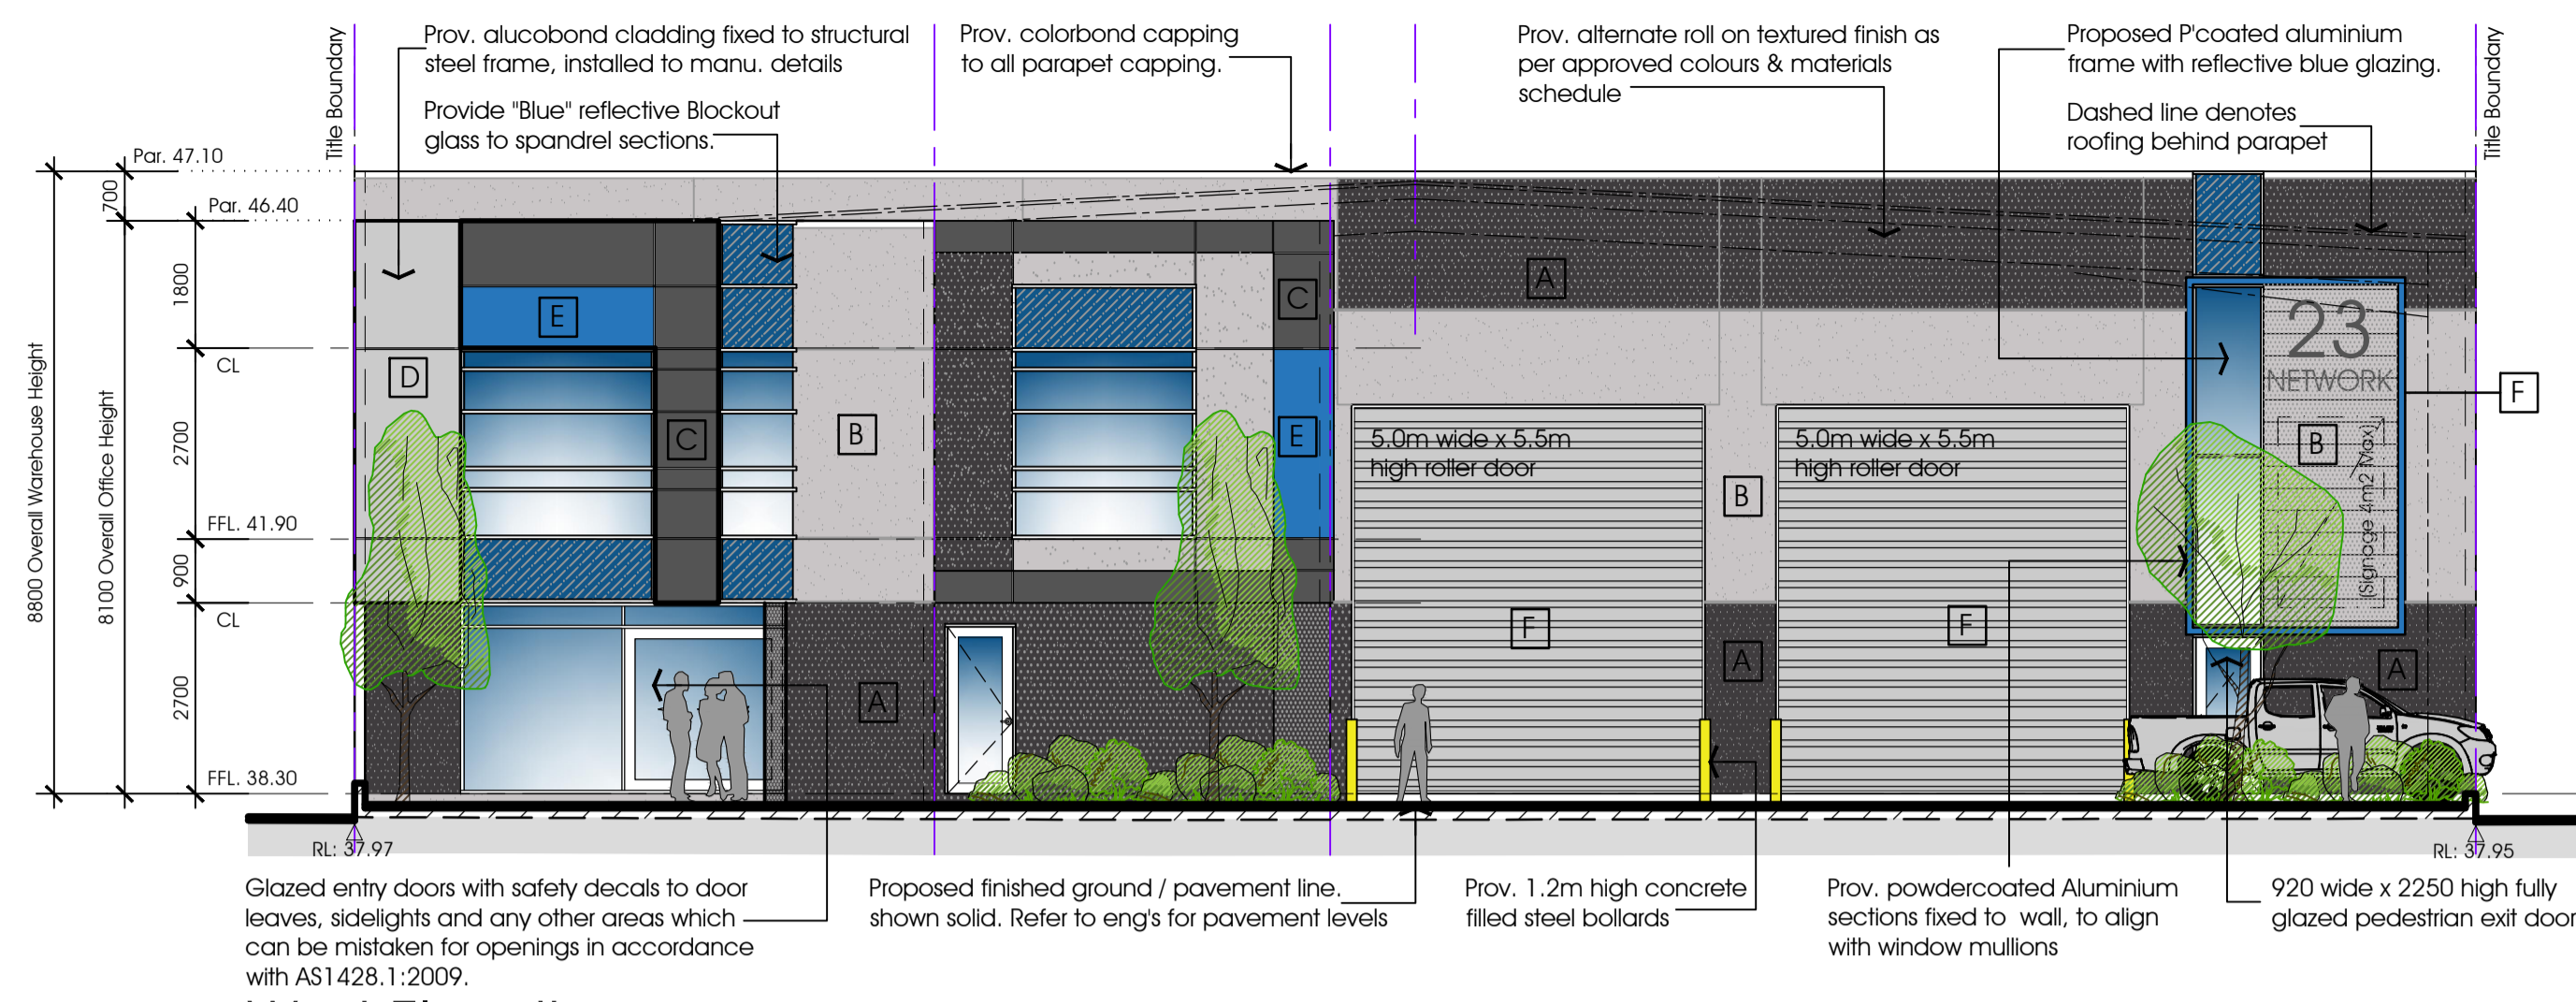 Prov. alucobond cladding fixed to structural
steel frame, installed to manu. details
Provide "Blue" reflective Blockout
glass to spandrel sections.
Prov. colorbond capping
to all parapet capping.
Prov. alternate roll on textured finish as
per approved colours & materials
schedule
Proposed P'coated aluminium
frame with reflective blue glazing.
Dashed line denotes
roofing behind parapet
Title Boundary
Title Boundary
Par. 47.10
700
Par. 46.40
1800
CL
2700
FFL. 41.90
900
CL
2700
FFL. 38.30
8800 Overall Warehouse Height
8100 Overall Office Height
D
E
C
B
A
C
E
A
5.0m wide x 5.5m
high roller door
F
B
A
5.0m wide x 5.5m
high roller door
F
23
NETWORK
B
(Signage 4m2 Max)
A
F
RL: 37.97
RL: 37.95
Glazed entry doors with safety decals to door
leaves, sidelights and any other areas which
can be mistaken for openings in accordance
with AS1428.1:2009.
Proposed finished ground / pavement line.
shown solid. Refer to eng's for pavement levels
Prov. 1.2m high concrete
filled steel bollards
Prov. powdercoated Aluminium
sections fixed to wall, to align
with window mullions
920 wide x 2250 high fully
glazed pedestrian exit door